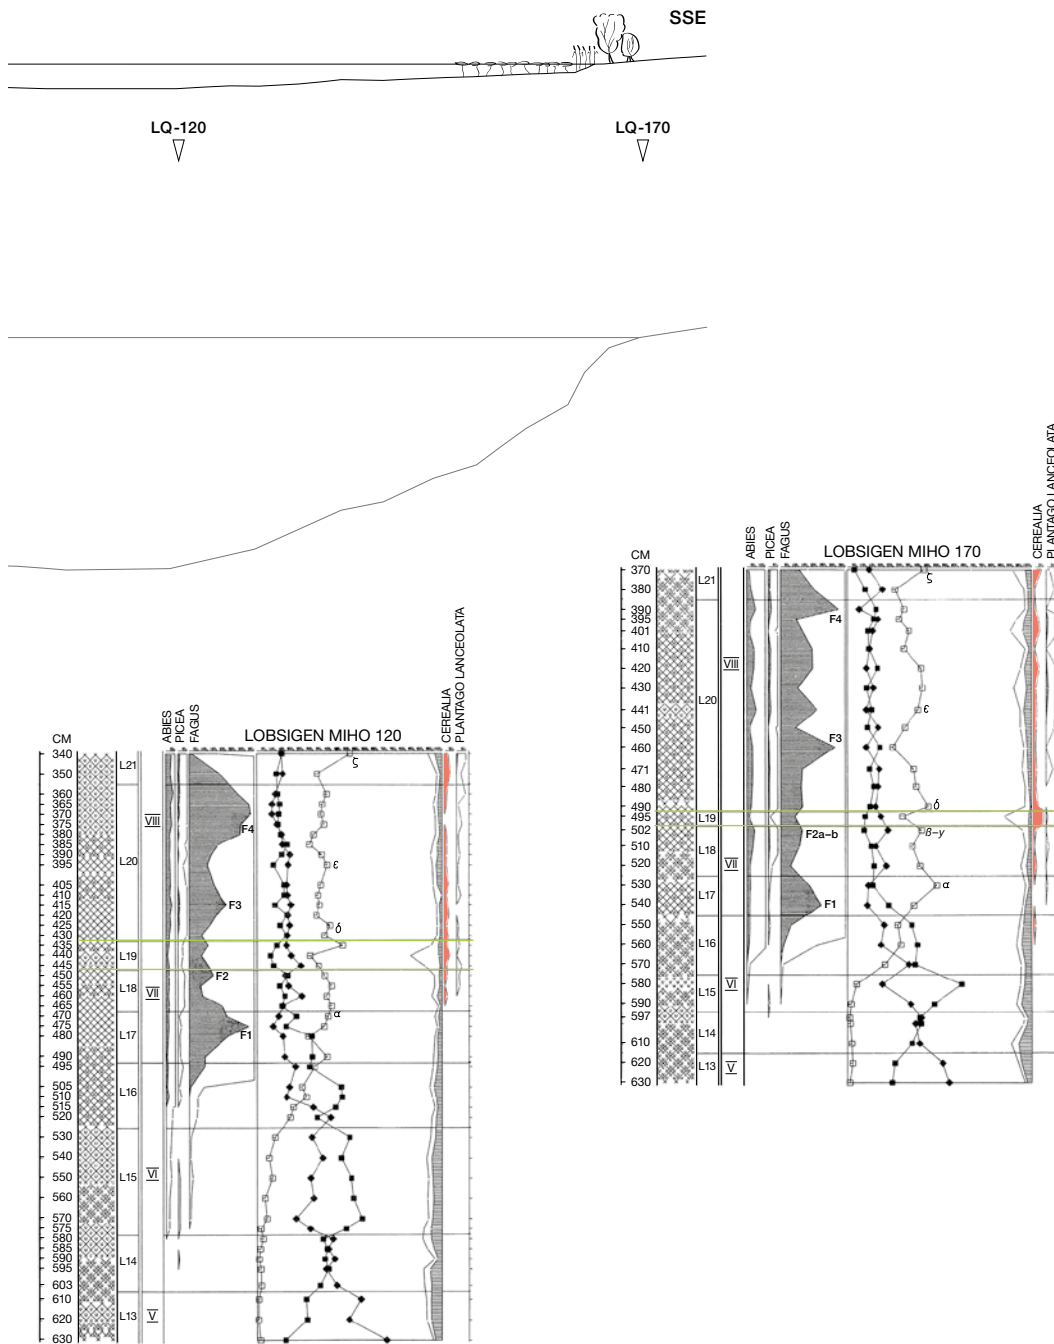 SSE
LQ-120
LQ-170
ABIES
PICEA
FAGUS
CM
LOBSIGEN MIHO 170
CEREALIA
PLANTAGO LANCEOLATA
370
380
390
395
401
410
420
430
441
450
460
471
480
490
495
502
510
520
530
540
550
560
570
580
590
597
610
620
630
L21
L20
L19
L18
L17
L16
L15
L14
L13
VIII
VII
VI
V
F4
F3
F2a-b
F1
ς
ε
δ
β-γ
α
ABIES
PICEA
FAGUS
CM
LOBSIGEN MIHO 120
CEREALIA
PLANTAGO LANCEOLATA
340
350
360
365
370
375
380
385
390
395
405
410
415
420
425
430
435
440
445
450
455
460
465
470
475
480
490
495
505
510
515
520
530
540
550
560
570
575
580
585
590
595
603
610
620
630
L21
L20
L19
L18
L17
L16
L15
L14
L13
VIII
VII
VI
V
F4
F3
F2
F1
ς
ε
δ
α